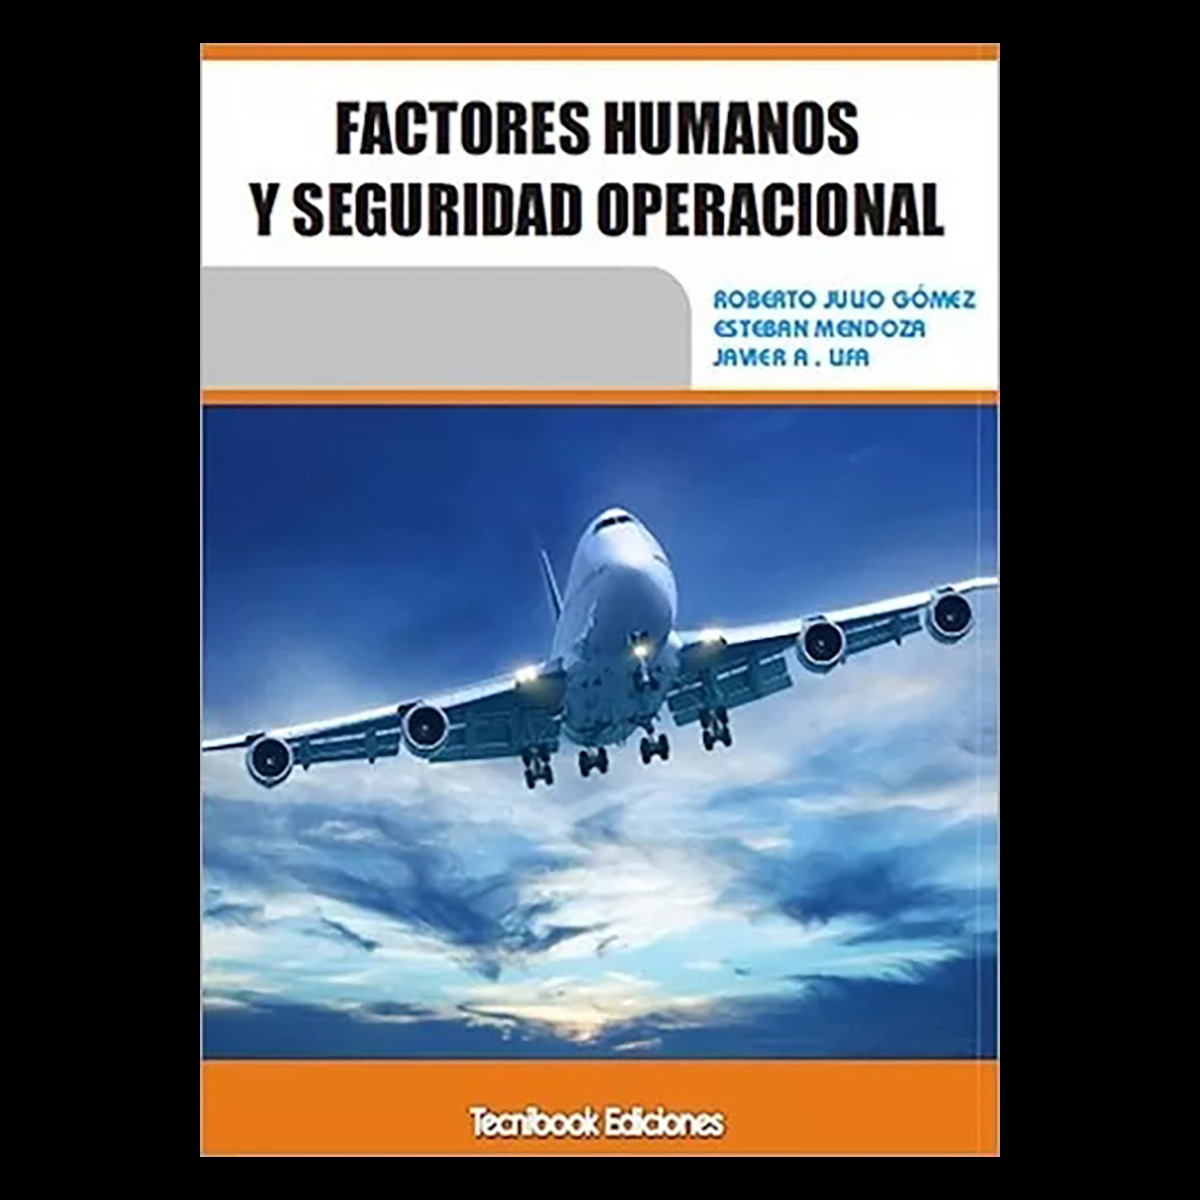 FACTORES HUMANOS
Y SEGURIDAD OPERACIONAL
ROBERTO JULIO GÓMEZ
ESTEBAN MENDOZA
JAVIER A. LIFA
Tecnibook Ediciones